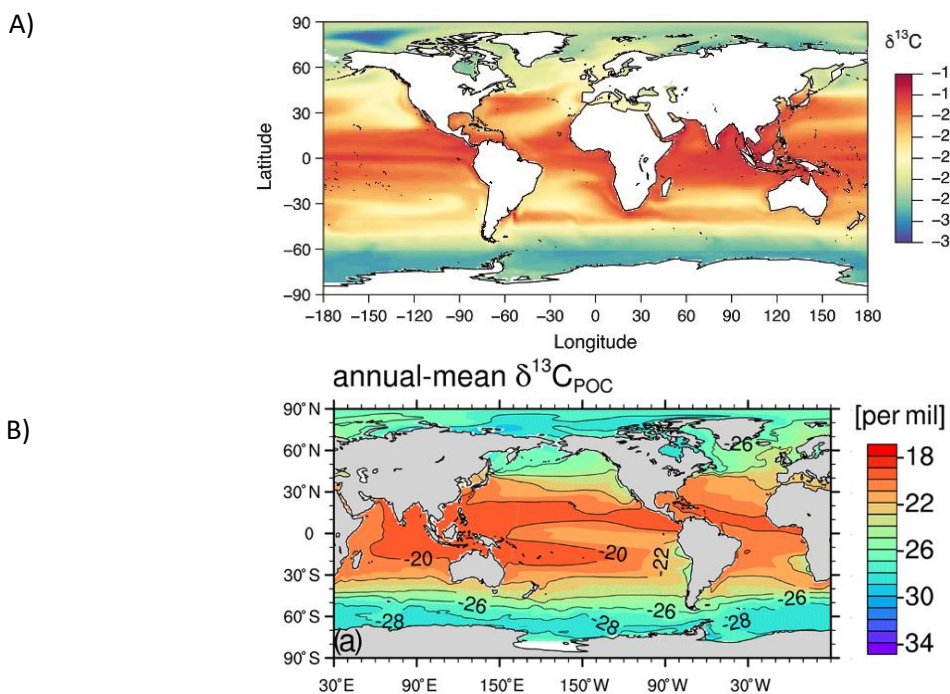 A)
90
60
30
0
−30
−60
−90
Latitude
−180 −150 −120 −90 −60 −30 0 30 60 90 120 150 180
Longitude
δ¹³C
−1
−1
−2
−2
−2
−2
−2
−3
B)
annual-mean δ¹³C_POC
[per mil]
90°N
60°N
30°N
0
30°S
60°S
90°S
-26
-20
-20
-22
-26
-26
-26
-28
-28
-28
(a)
30°E 90°E 150°E 150°W 90°W 30°W
-18
-22
-26
-30
-34